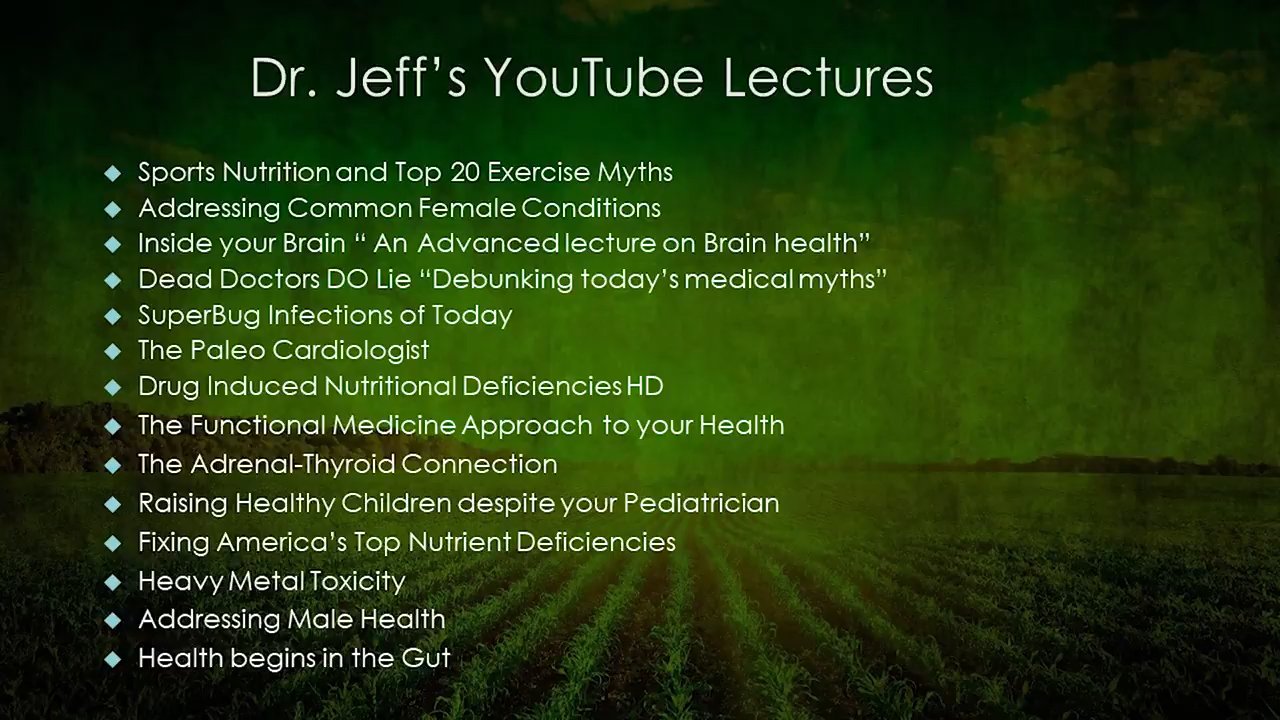 Dr. Jeff’s YouTube Lectures
Sports Nutrition and Top 20 Exercise Myths
Addressing Common Female Conditions
Inside your Brain “ An Advanced lecture on Brain health”
Dead Doctors DO Lie “Debunking today’s medical myths”
SuperBug Infections of Today
The Paleo Cardiologist
Drug Induced Nutritional Deficiencies HD
The Functional Medicine Approach to your Health
The Adrenal-Thyroid Connection
Raising Healthy Children despite your Pediatrician
Fixing America’s Top Nutrient Deficiencies
Heavy Metal Toxicity
Addressing Male Health
Health begins in the Gut